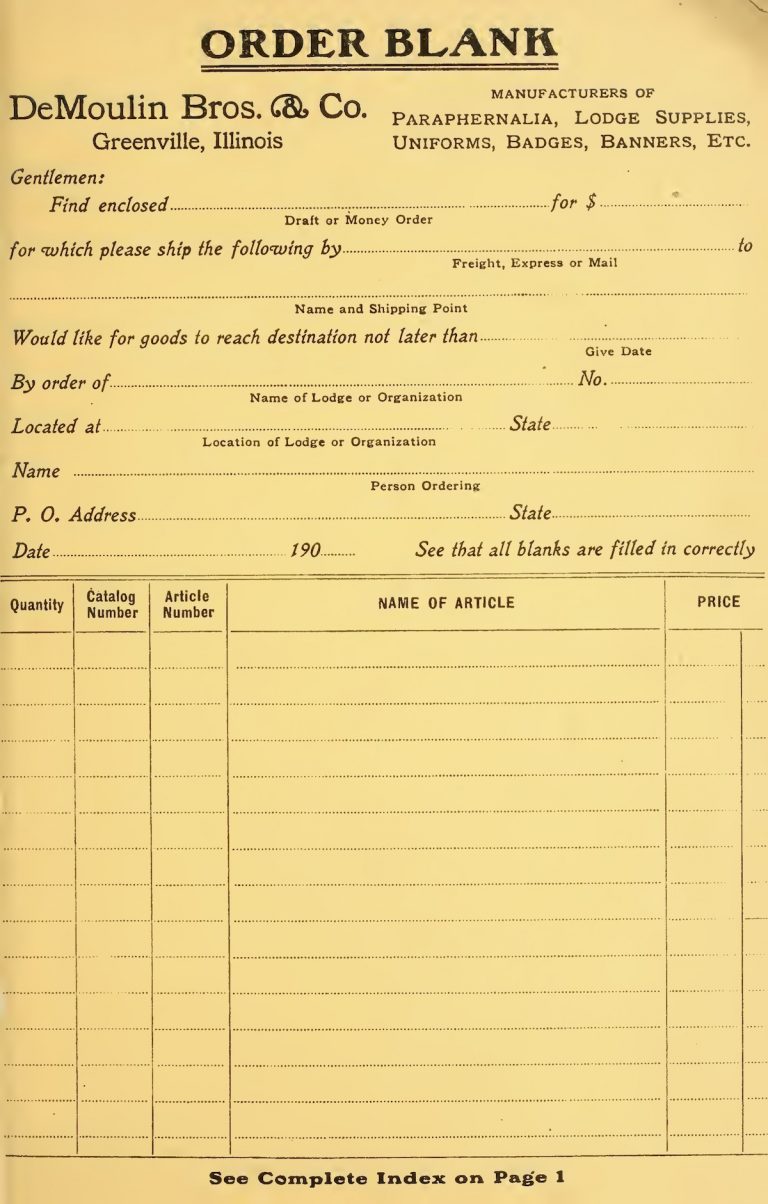 ORDER BLANK
DeMoulin Bros. & Co.
Greenville, Illinois
MANUFACTURERS OF
PARAPHERNALIA, LODGE SUPPLIES,
UNIFORMS, BADGES, BANNERS, ETC.
Gentlemen:
Find enclosed for $
Draft or Money Order
for which please ship the following by to
Freight, Express or Mail
Name and Shipping Point
Would like for goods to reach destination not later than
Give Date
By order of No.
Name of Lodge or Organization
Located at State
Location of Lodge or Organization
Name
Person Ordering
P. O. Address State
Date 190 See that all blanks are filled in correctly
Quantity Catalog Number Article Number NAME OF ARTICLE PRICE
See Complete Index on Page 1